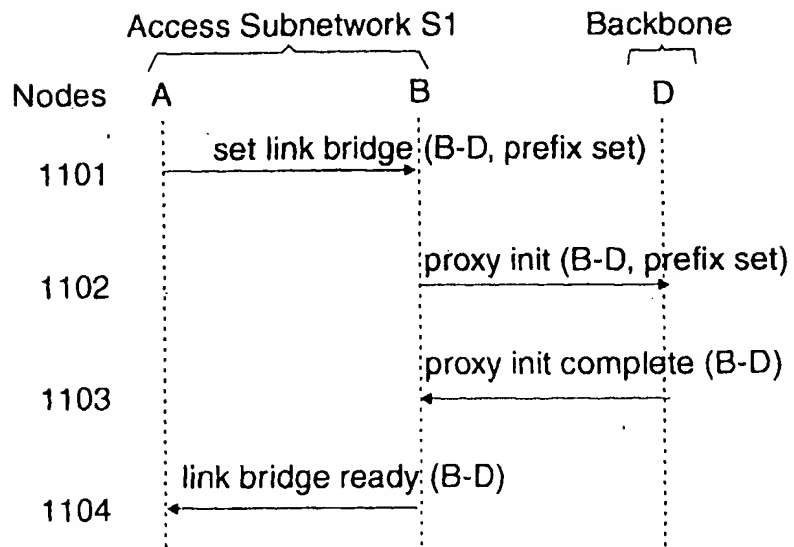 Access Subnetwork S1 Backbone
Nodes A B D
set link bridge (B-D, prefix set)
1101
proxy init (B-D, prefix set)
1102
proxy init complete (B-D)
1103
link bridge ready (B-D)
1104